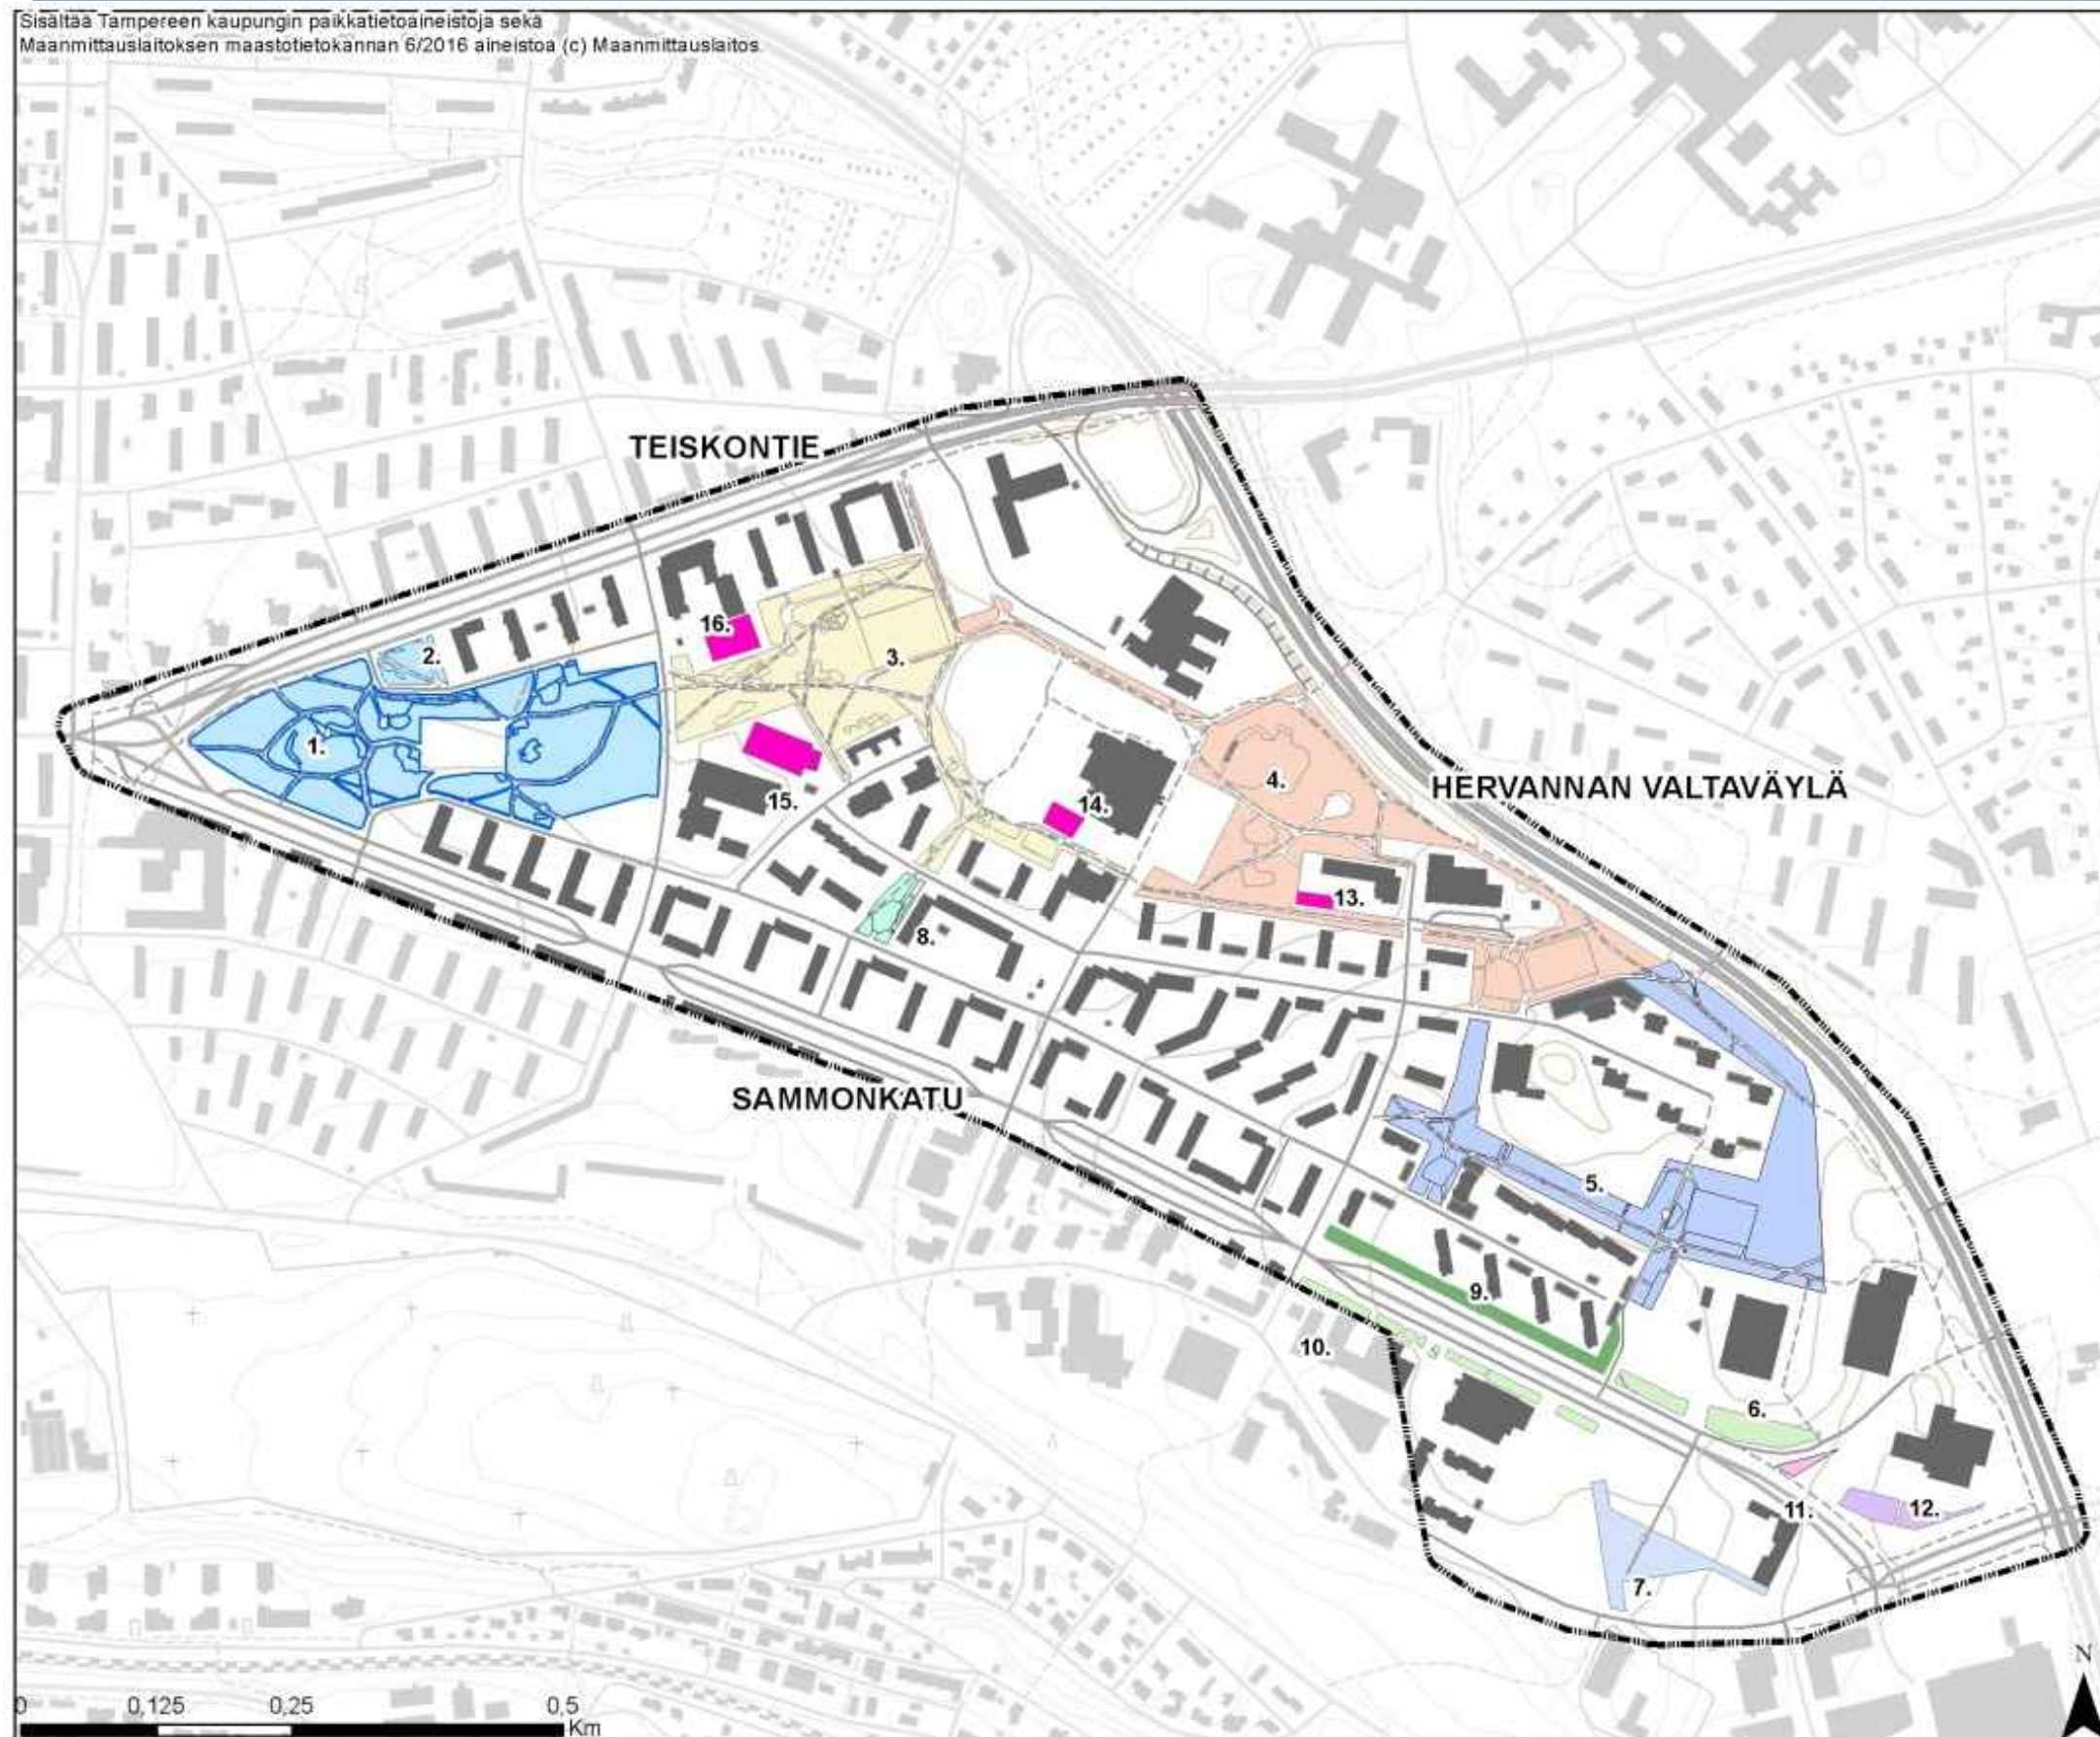 Sisältää Tampereen kaupungin paikkatietoaineistoja sekä
Maanmittauslaitoksen maastotietokannan 6/2016 aineistoa (c) Maanmittauslaitos
TEISKONTIE
16.
2.
3.
1.
4.
HERVANNAN VALTAVÄYLÄ
15.
14.
13.
8.
SAMMONKATU
5.
9.
10.
6.
11.
12.
7.
N
0 0,125 0,25 0,5
Km